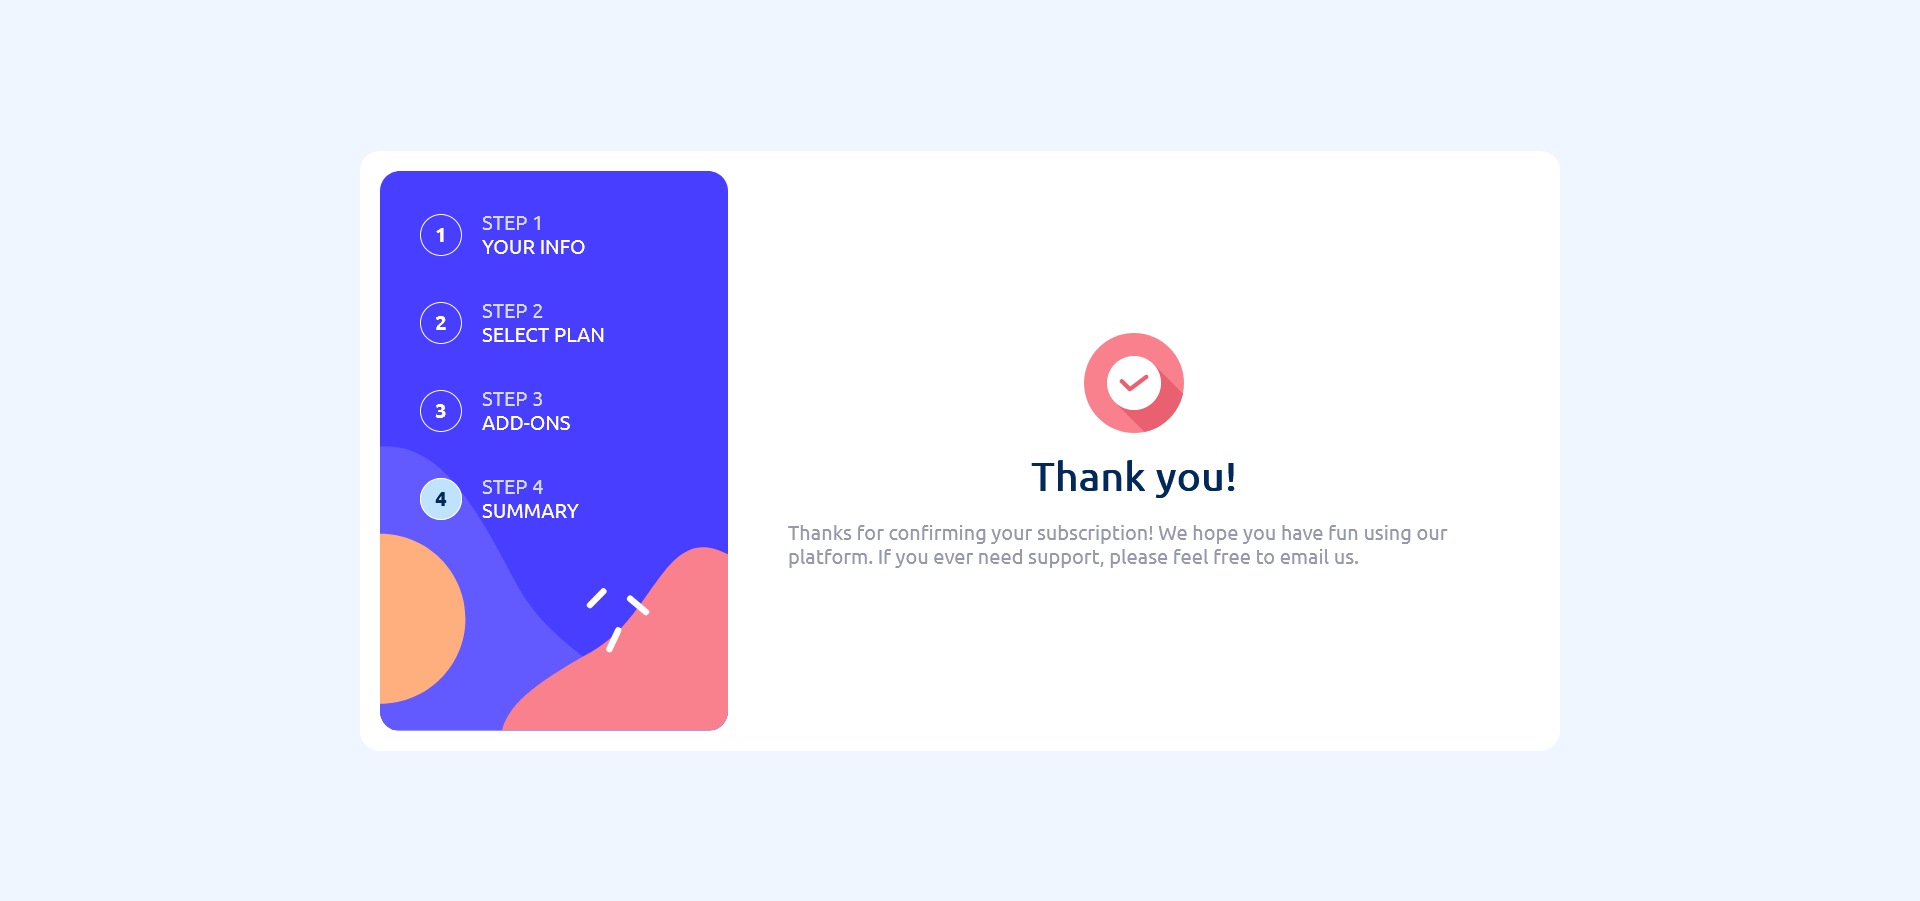 1
STEP 1
YOUR INFO
2
STEP 2
SELECT PLAN
3
STEP 3
ADD-ONS
4
STEP 4
SUMMARY
Thank you!
Thanks for confirming your subscription! We hope you have fun using our
platform. If you ever need support, please feel free to email us.